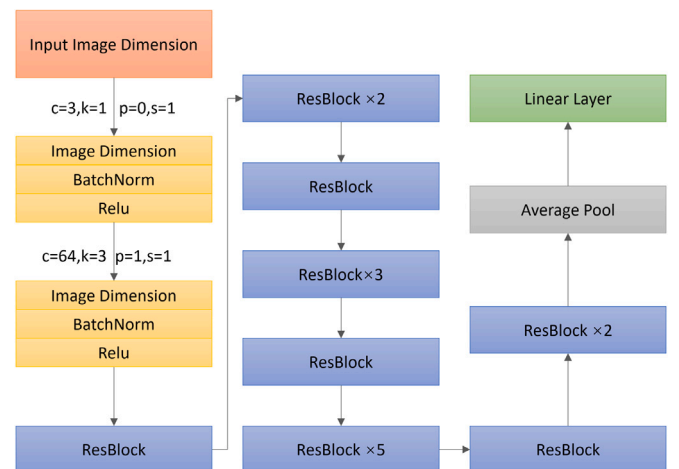 Input Image Dimension
c=3,k=1 p=0,s=1
Image Dimension
BatchNorm
Relu
c=64,k=3 p=1,s=1
Image Dimension
BatchNorm
Relu
ResBlock
ResBlock ×2
ResBlock
ResBlock×3
ResBlock
ResBlock ×5
Linear Layer
Average Pool
ResBlock ×2
ResBlock